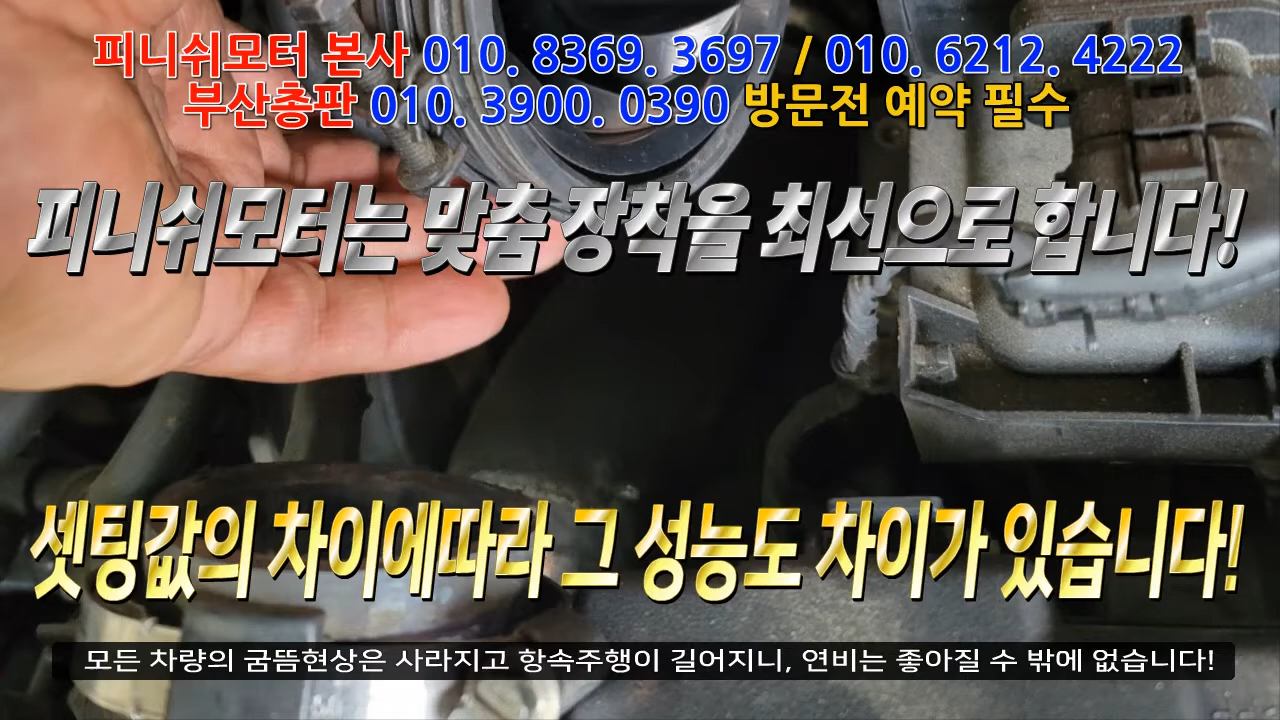 피니쉬모터 본사 010. 8369. 3697 / 010. 6212. 4222
부산총판 010. 3900. 0390 방문전 예약 필수
피니쉬모터는 맞춤 장착을 최선으로 합니다!
셋팅값의 차이에따라 그 성능도 차이가 있습니다!
모든 차량의 굼뜸현상은 사라지고 항속주행이 길어지니, 연비는 좋아질 수 밖에 없습니다!